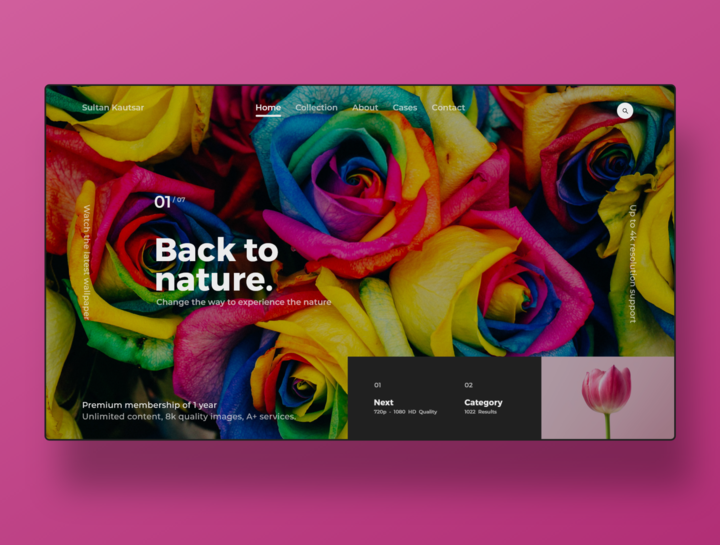 Sultan Kautsar
Home
Collection
About
Cases
Contact
01 / 07
Watch the latest wallpaper
Up to 4k resolution support
Back to
nature.
Change the way to experience the nature
01
Next
720p - 1080 HD Quality
02
Category
1022 Results
Premium membership of 1 year
Unlimited content, 8k quality images, A+ services.